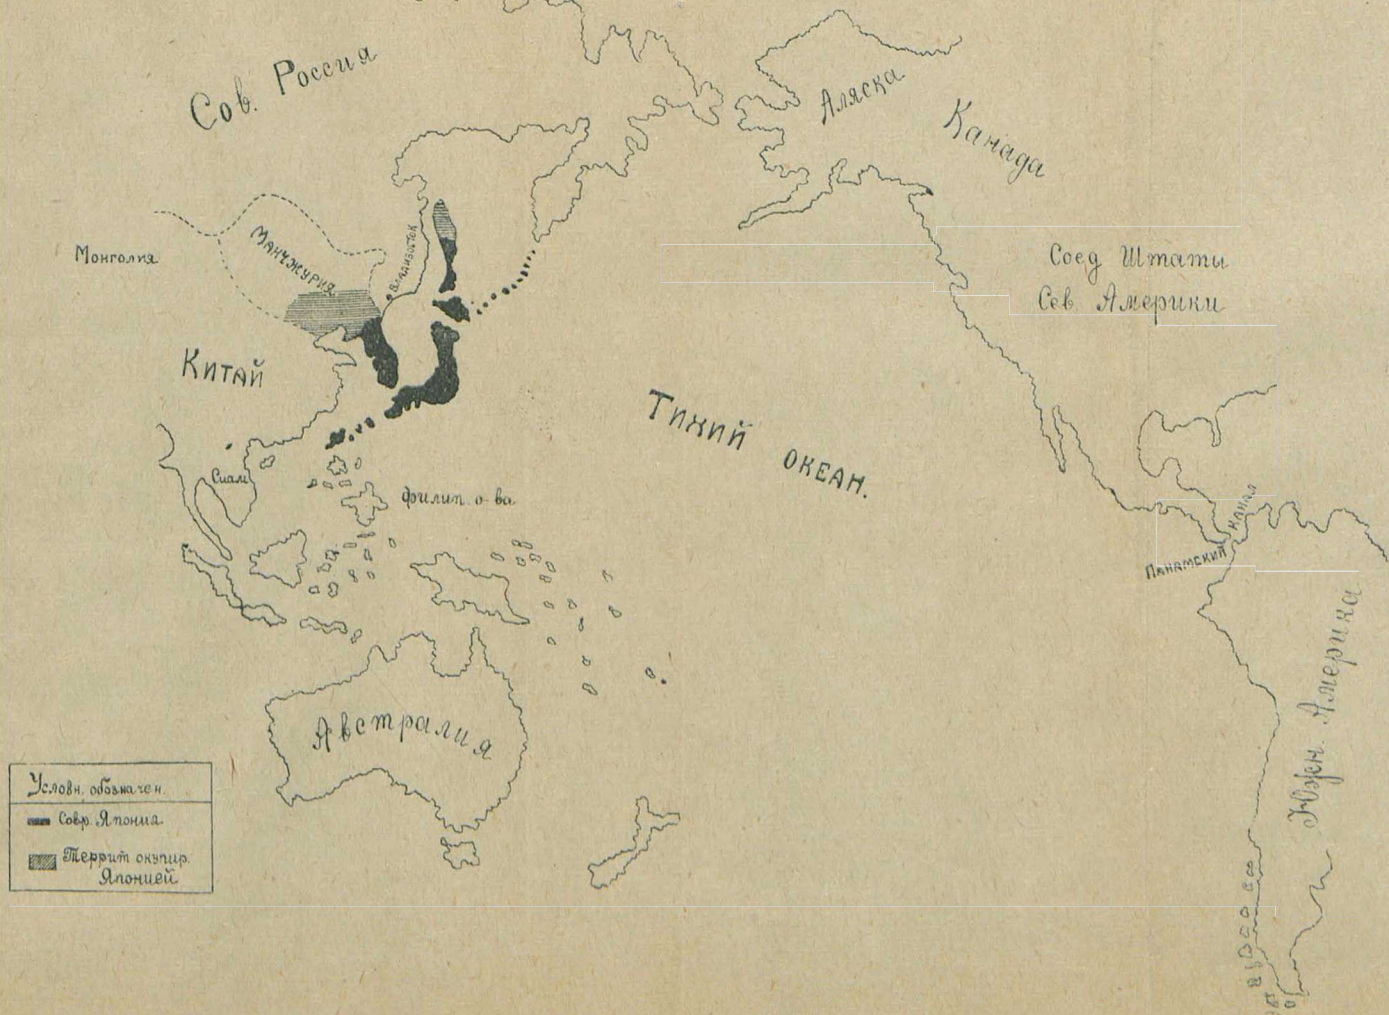 Сов. Россия
Аляска
Канада
Монголия
Манчжурия
Владивосток
Соед Штаты
Сев. Америки
Китай
Тихий океан.
Сиам
Филип. о-ва
Панамский канал
Южн. Америка
Австралия
Условн. обозначен.
Совр. Япония
Террит окупир.
Японией